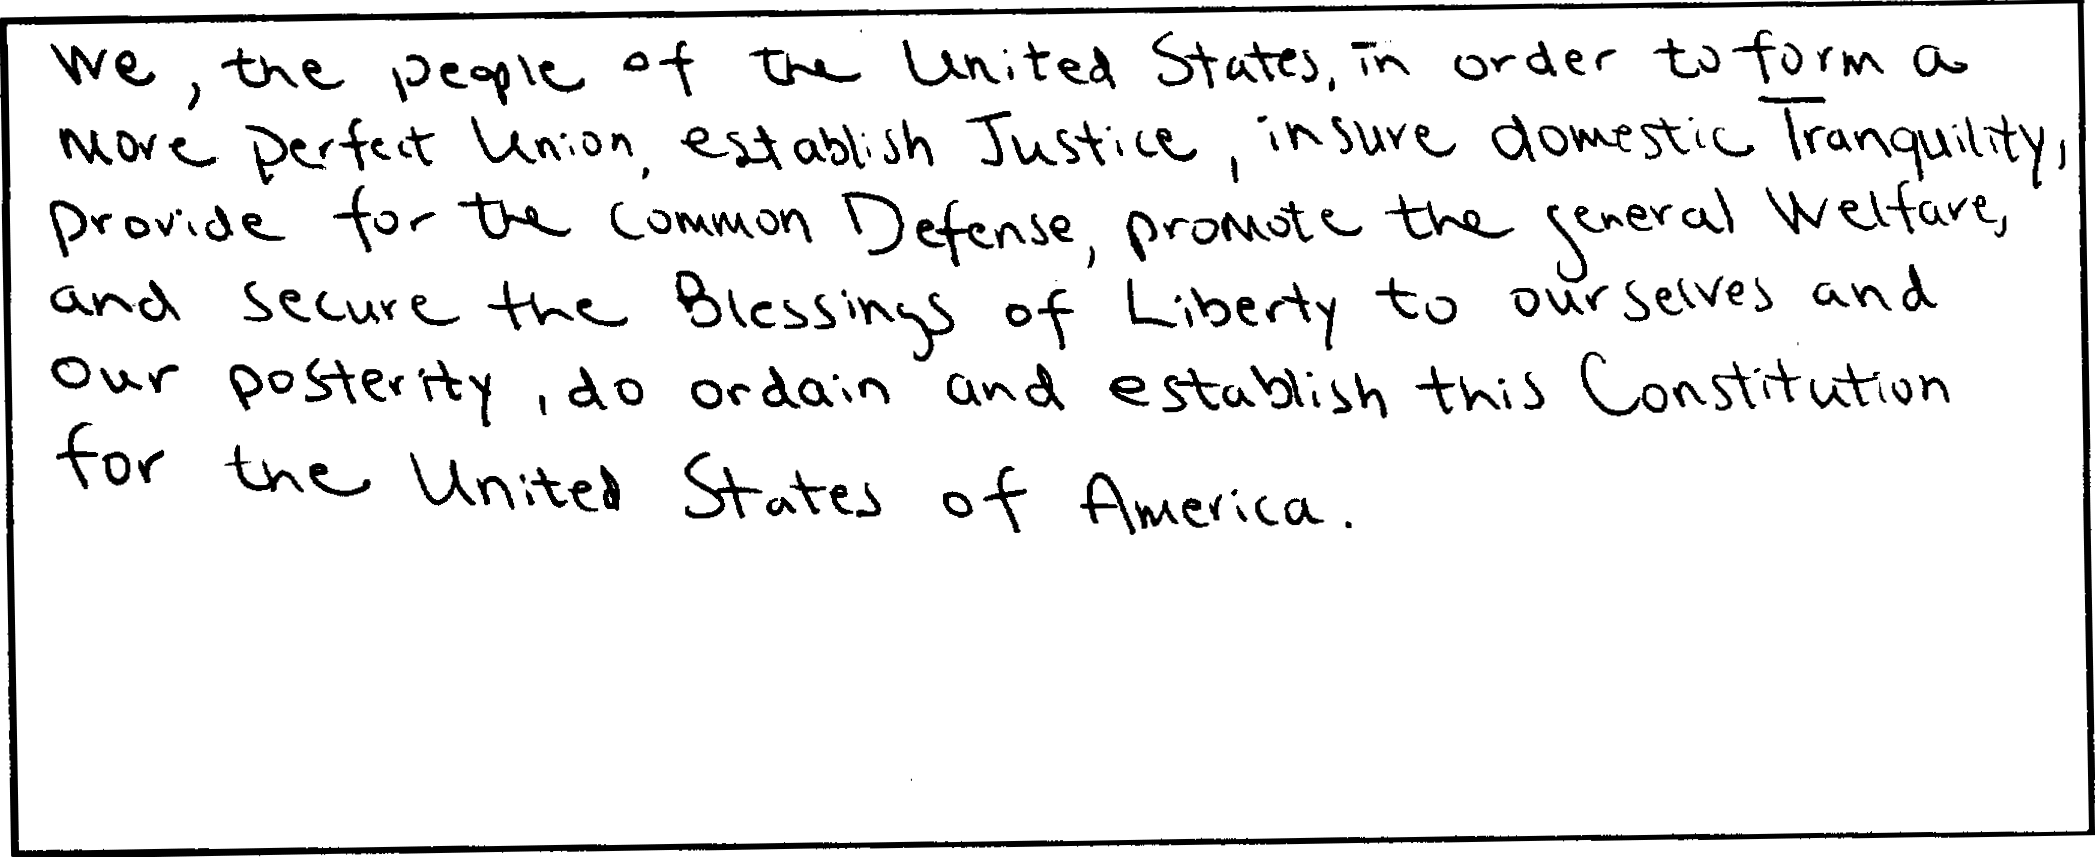 We, the people of the United States, in order to form a
more perfect Union, establish Justice, insure domestic Tranquility,
provide for the Common Defense, promote the general Welfare,
and secure the Blessings of Liberty to ourselves and
our posterity, do ordain and establish this Constitution
for the United States of America.